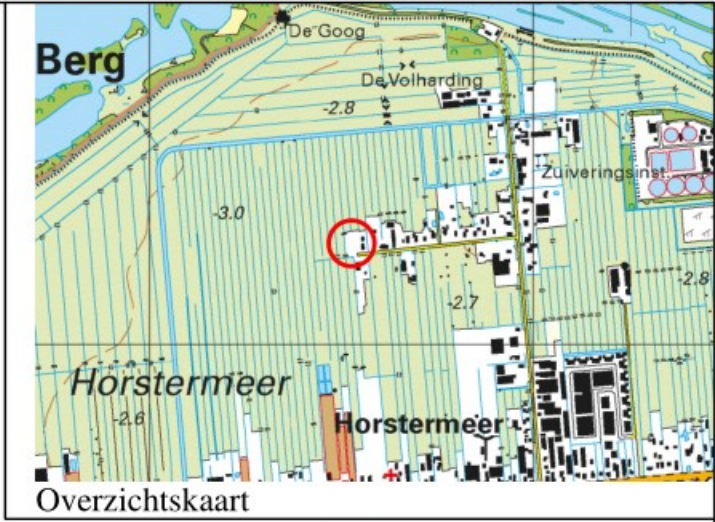 De Goog
Berg
De Volharding
-2.8
Zuiveringsinst.
-3.0
-2.8
-2.7
Horstermeer
-2.6
Horstermeer
Overzichtskaart